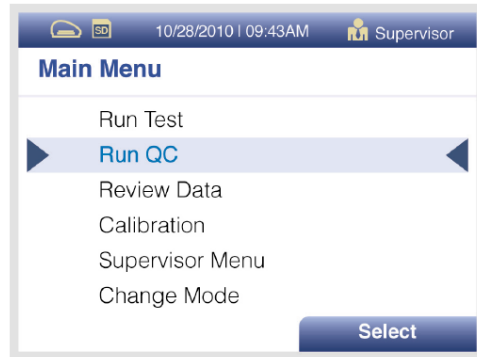 SD 10/28/2010 | 09:43AM Supervisor
Main Menu
Run Test
Run QC
Review Data
Calibration
Supervisor Menu
Change Mode
Select